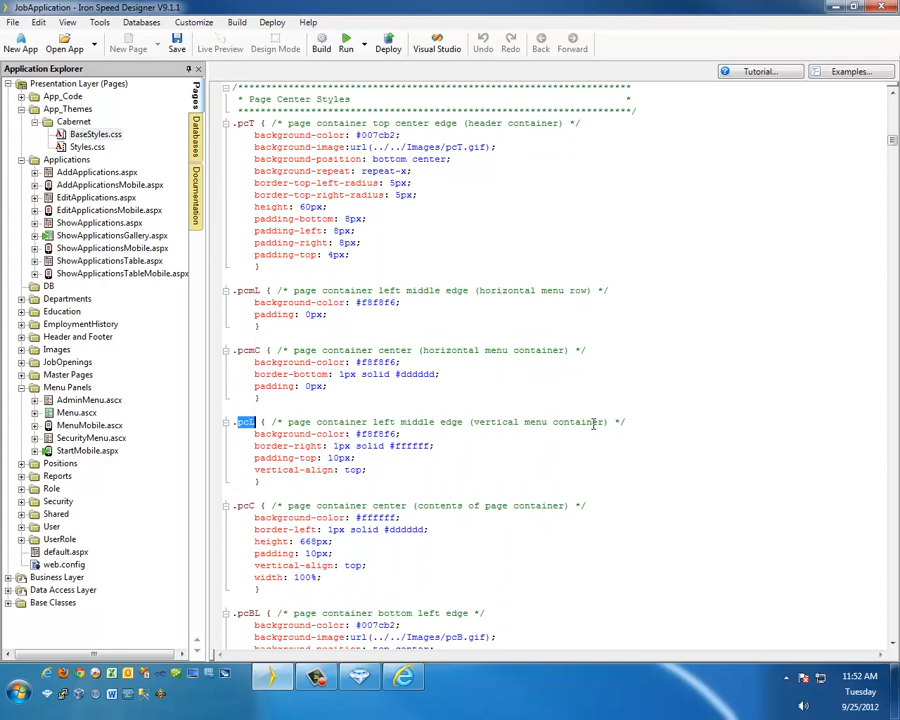 JobApplication - Iron Speed Designer V9.1.1
File Edit View Tools Databases Customize Build Deploy Help
New App Open App New Page Save Live Preview Design Mode Build Run Deploy Visual Studio Undo Redo Back Forward
Application Explorer
Tutorial... Examples...
Pages
Databases
Documentation
Presentation Layer (Pages)
App_Code
App_Themes
Cabernet
BaseStyles.css
Styles.css
Applications
AddApplications.aspx
AddApplicationsMobile.aspx
EditApplications.aspx
EditApplicationsMobile.aspx
ShowApplications.aspx
ShowApplicationsGallery.aspx
ShowApplicationsMobile.aspx
ShowApplicationsTable.aspx
ShowApplicationsTableMobile.aspx
DB
Departments
Education
EmploymentHistory
Header and Footer
Images
JobOpenings
Master Pages
Menu Panels
AdminMenu.ascx
Menu.ascx
MenuMobile.ascx
SecurityMenu.ascx
StartMobile.ascx
Positions
Reports
Role
Security
Shared
User
UserRole
default.aspx
web.config
Business Layer
Data Access Layer
Base Classes
/*************************************************************************
* Page Center Styles *
*************************************************************************/
.pcT { /* page container top center edge (header container) */
background-color: #007cb2;
background-image:url(../../Images/pcT.gif);
background-position: bottom center;
background-repeat: repeat-x;
border-top-left-radius: 5px;
border-top-right-radius: 5px;
height: 60px;
padding-bottom: 8px;
padding-left: 8px;
padding-right: 8px;
padding-top: 4px;
}
.pcmL { /* page container left middle edge (horizontal menu row) */
background-color: #f8f8f6;
padding: 0px;
}
.pcmC { /* page container center (horizontal menu container) */
background-color: #f8f8f6;
border-bottom: 1px solid #dddddd;
padding: 0px;
}
.pcL { /* page container left middle edge (vertical menu container) */
background-color: #f8f8f6;
border-right: 1px solid #ffffff;
padding-top: 10px;
vertical-align: top;
}
.pcC { /* page container center (contents of page container) */
background-color: #ffffff;
border-left: 1px solid #dddddd;
height: 668px;
padding: 10px;
vertical-align: top;
width: 100%;
}
.pcBL { /* page container bottom left edge */
background-color: #007cb2;
background-image:url(../../Images/pcB.gif);
background-position: top center;
11:52 AM
Tuesday
9/25/2012